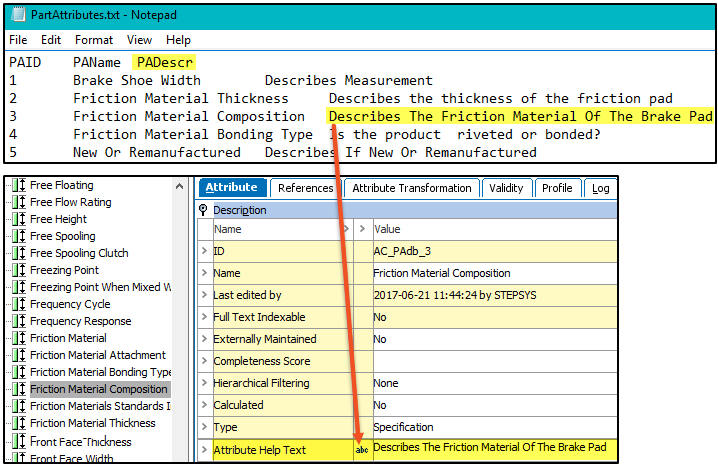 PartAttributes.txt - Notepad
File Edit Format View Help
PAID PAName PADescr
1 Brake Shoe Width Describes Measurement
2 Friction Material Thickness Describes the thickness of the friction pad
3 Friction Material Composition Describes The Friction Material Of The Brake Pad
4 Friction Material Bonding Type is the product riveted or bonded?
5 New Or Remanufactured Describes If New Or Remanufactured
Free Floating
Free Flow Rating
Free Height
Free Spooling
Free Spooling Clutch
Freezing Point
Freezing Point When Mixed W
Frequency Cycle
Frequency Response
Friction Material
Friction Material Attachment
Friction Material Bonding Type
Friction Material Composition
Friction Materials Standards I
Friction Material Thickness
Front Face Thickness
Front Face Width
Attribute References Attribute Transformation Validity Profile Log
Description
Name > > Value
> ID AC_PAdb_3
> Name Friction Material Composition
> Last edited by 2017-06-21 11:44:24 by STEPSYS
> Full Text Indexable No
> Externally Maintained No
> Completeness Score
> Hierarchical Filtering None
> Calculated No
> Type Specification
> Attribute Help Text abc Describes The Friction Material Of The Brake Pad